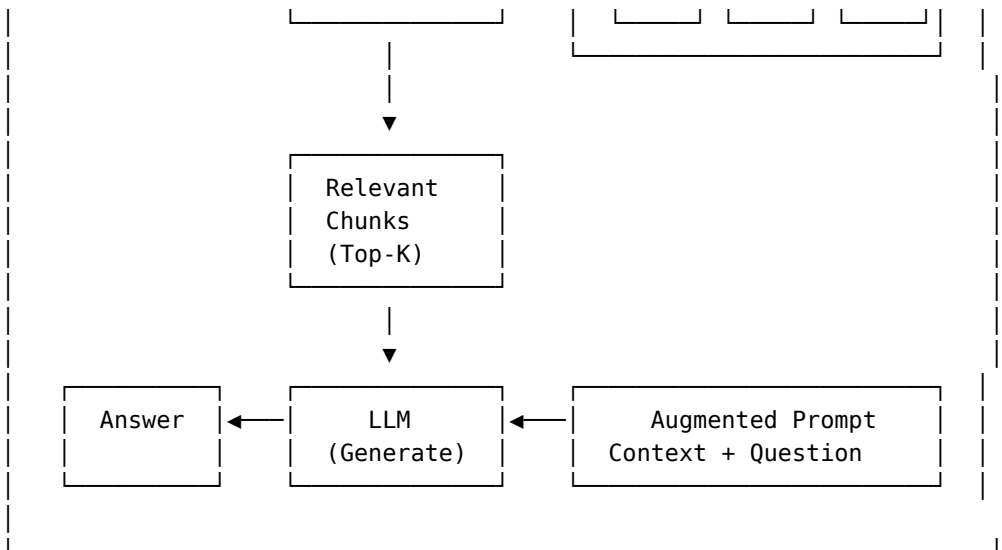 Relevant
Chunks
(Top-K)
Answer
LLM
(Generate)
Augmented Prompt
Context + Question